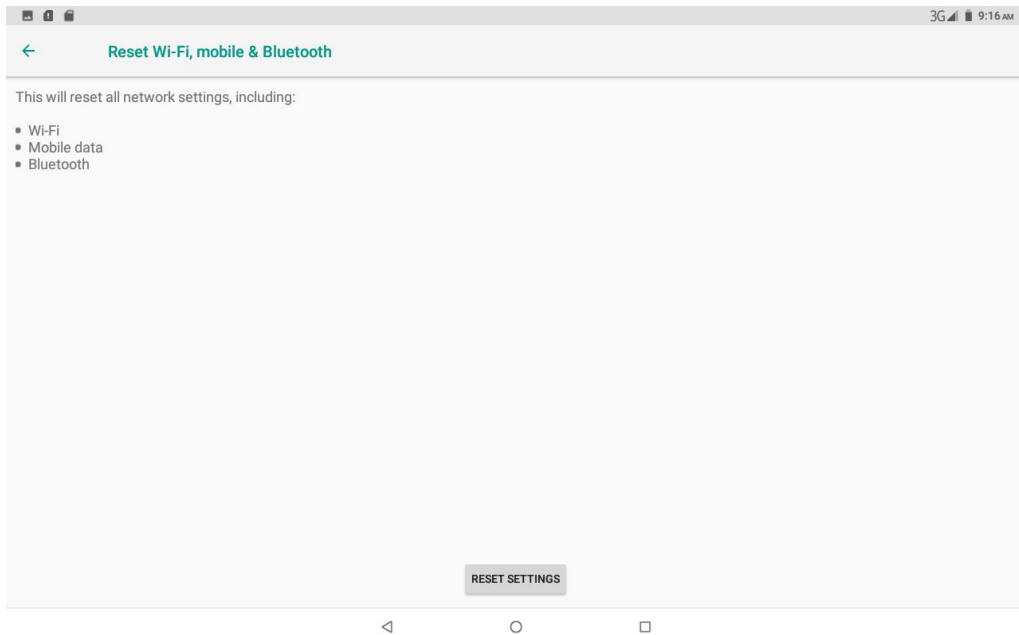 3G 9:16 AM
Reset Wi-Fi, mobile & Bluetooth
This will reset all network settings, including:
Wi-Fi
Mobile data
Bluetooth
RESET SETTINGS